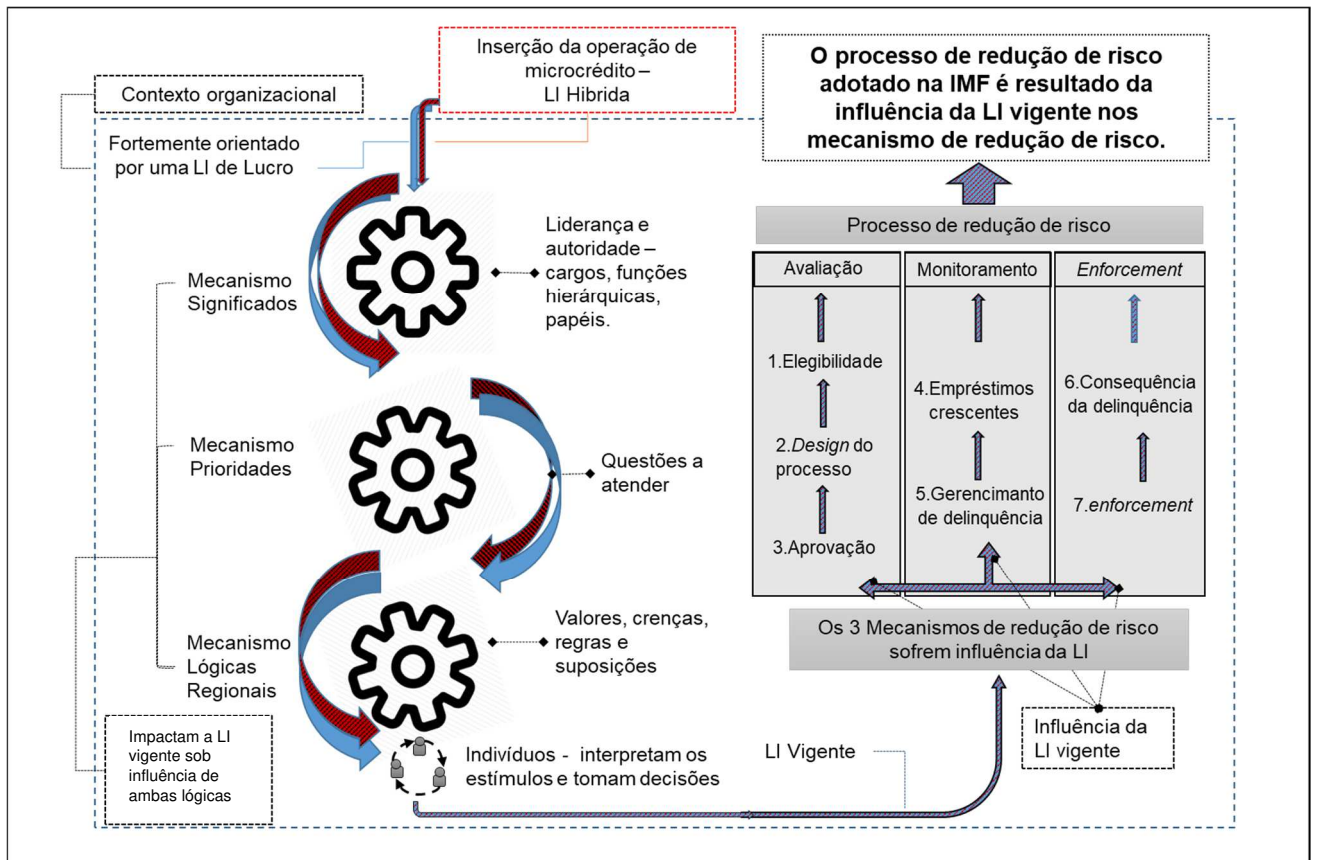 Inserção da operação de
microcrédito –
LI Hibrida
O processo de redução de risco
adotado na IMF é resultado da
influência da LI vigente nos
mecanismo de redução de risco.
Contexto organizacional
Fortemente orientado
por uma LI de Lucro
Mecanismo
Significados
Liderança e
autoridade –
cargos, funções
hierárquicas,
papéis.
Mecanismo
Prioridades
Questões a
atender
Mecanismo
Lógicas
Regionais
Valores, crenças,
regras e
suposições
Impactam a LI
vigente sob
influência de
ambas lógicas
Indivíduos - interpretam os
estímulos e tomam decisões
Processo de redução de risco
Avaliação
Monitoramento
Enforcement
1.Elegibilidade
2.Design do
processo
3.Aprovação
4.Empréstimos
crescentes
5.Gerencimanto
de delinquência
6.Consequência
da delinquência
7.enforcement
Os 3 Mecanismos de redução de risco
sofrem influência da LI
LI Vigente
Influência da
LI vigente